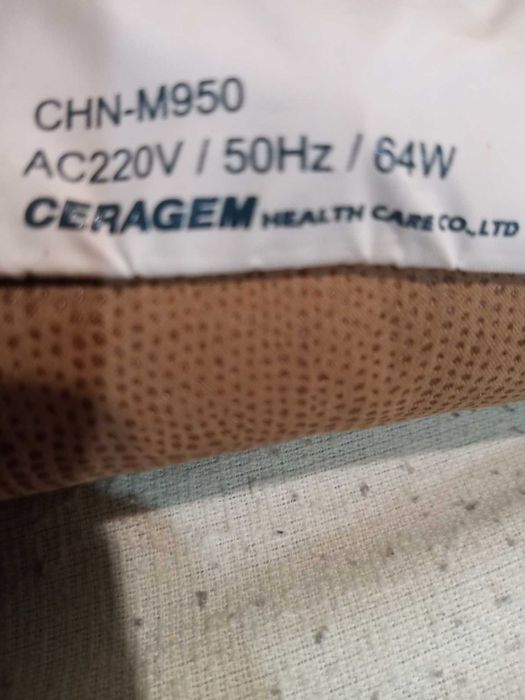 CHN-M950
AC220V / 50Hz / 64W
CERAGEM HEALTH CARE CO.,LTD